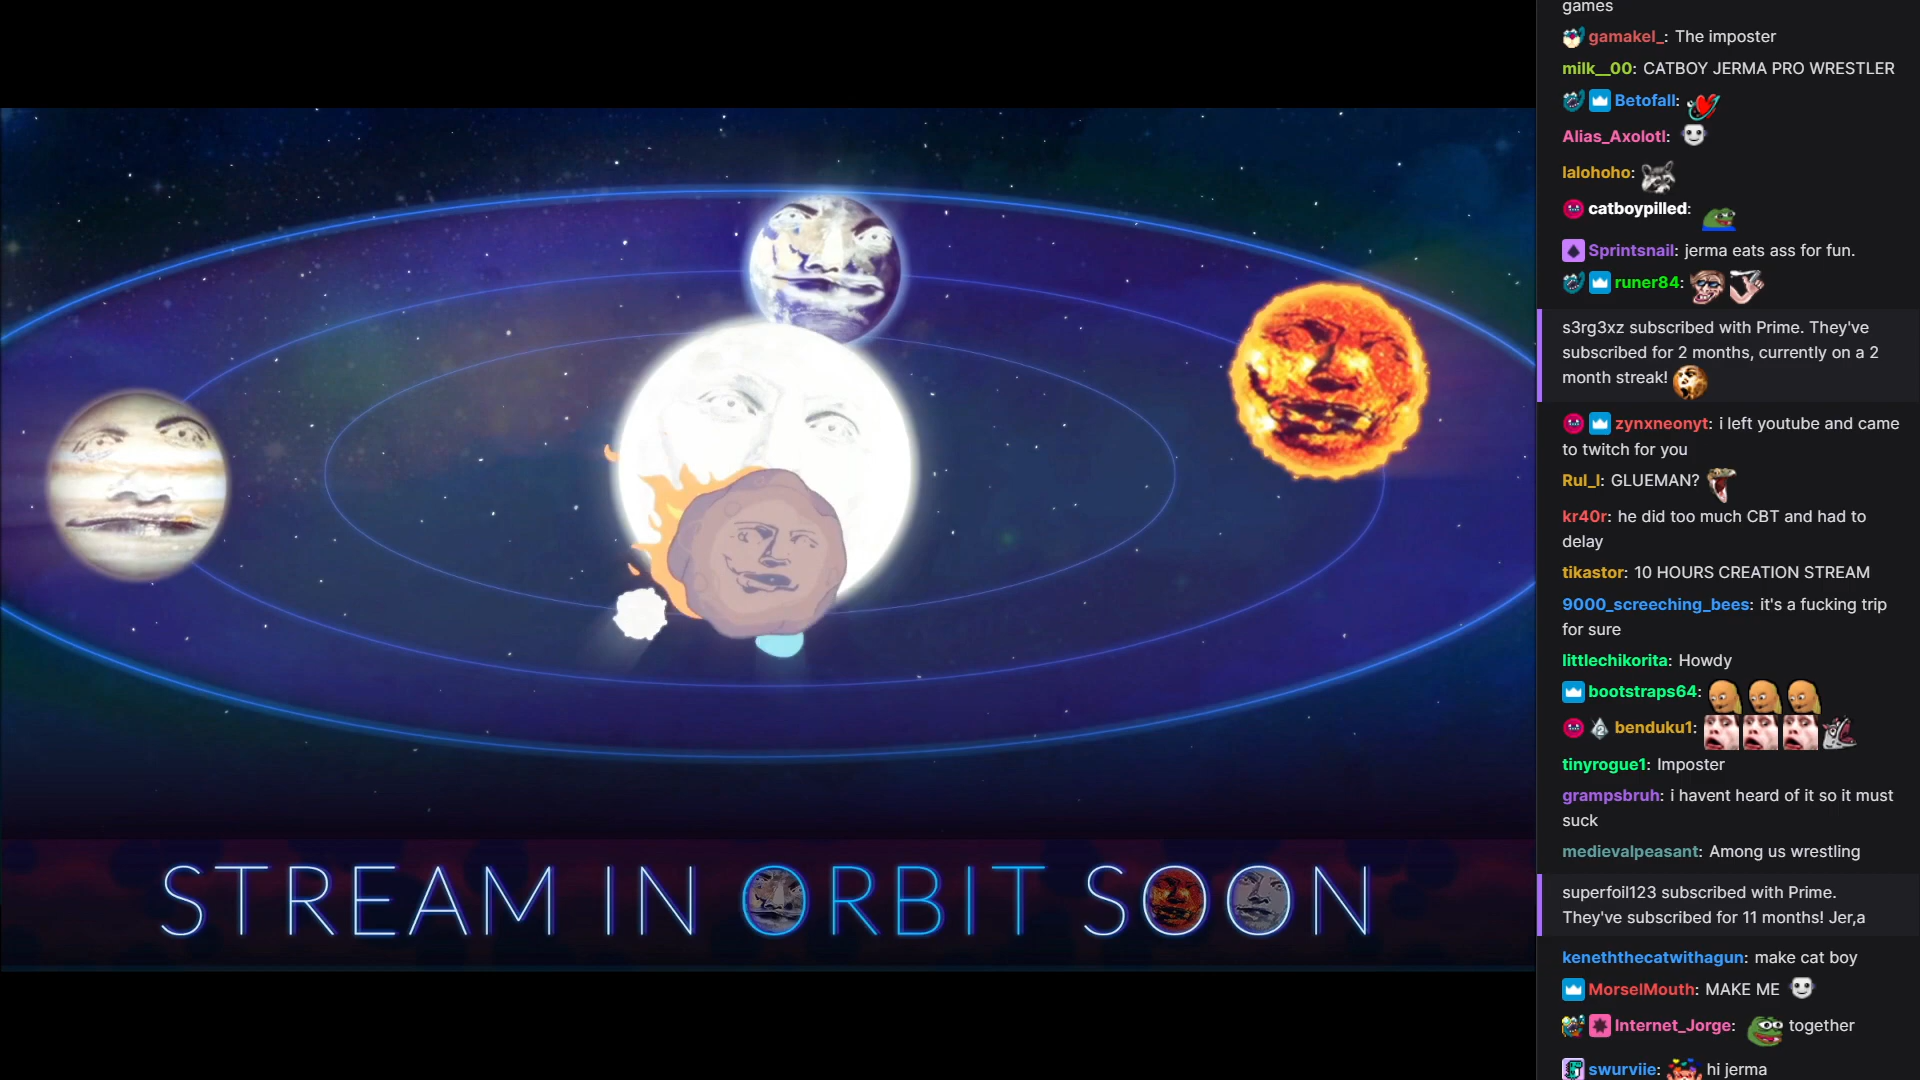 STREAM IN ORBIT SOON
games
gamakel_: The imposter
milk__00: CATBOY JERMA PRO WRESTLER
Betofall:
Alias_Axolotl:
lalohoho:
catboypilled:
Sprintsnail: jerma eats ass for fun.
runer84:
s3rg3xz subscribed with Prime. They've
subscribed for 2 months, currently on a 2
month streak!
zynxneonyt: i left youtube and came
to twitch for you
Rul_l: GLUEMAN?
kr40r: he did too much CBT and had to
delay
tikastor: 10 HOURS CREATION STREAM
9000_screeching_bees: it's a fucking trip
for sure
littlechikorita: Howdy
bootstraps64:
2 benduku1:
tinyrogue1: Imposter
grampsbruh: i havent heard of it so it must
suck
medievalpeasant: Among us wrestling
superfoil123 subscribed with Prime.
They've subscribed for 11 months! Jer,a
keneththecatwithagun: make cat boy
MorselMouth: MAKE ME
Internet_Jorge: together
swurviie: hi jerma